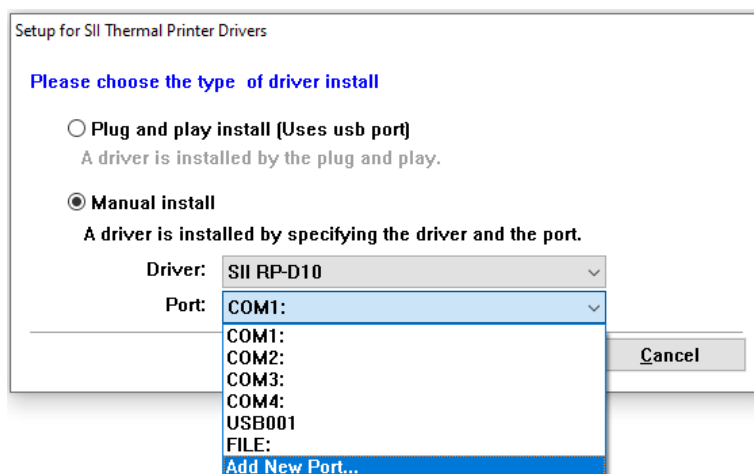 Setup for SII Thermal Printer Drivers
Please choose the type of driver install
Plug and play install (Uses usb port)
A driver is installed by the plug and play.
Manual install
A driver is installed by specifying the driver and the port.
Driver: SII RP-D10
Port: COM1:
COM1:
COM2:
COM3:
COM4:
USB001
FILE:
Add New Port...
Cancel